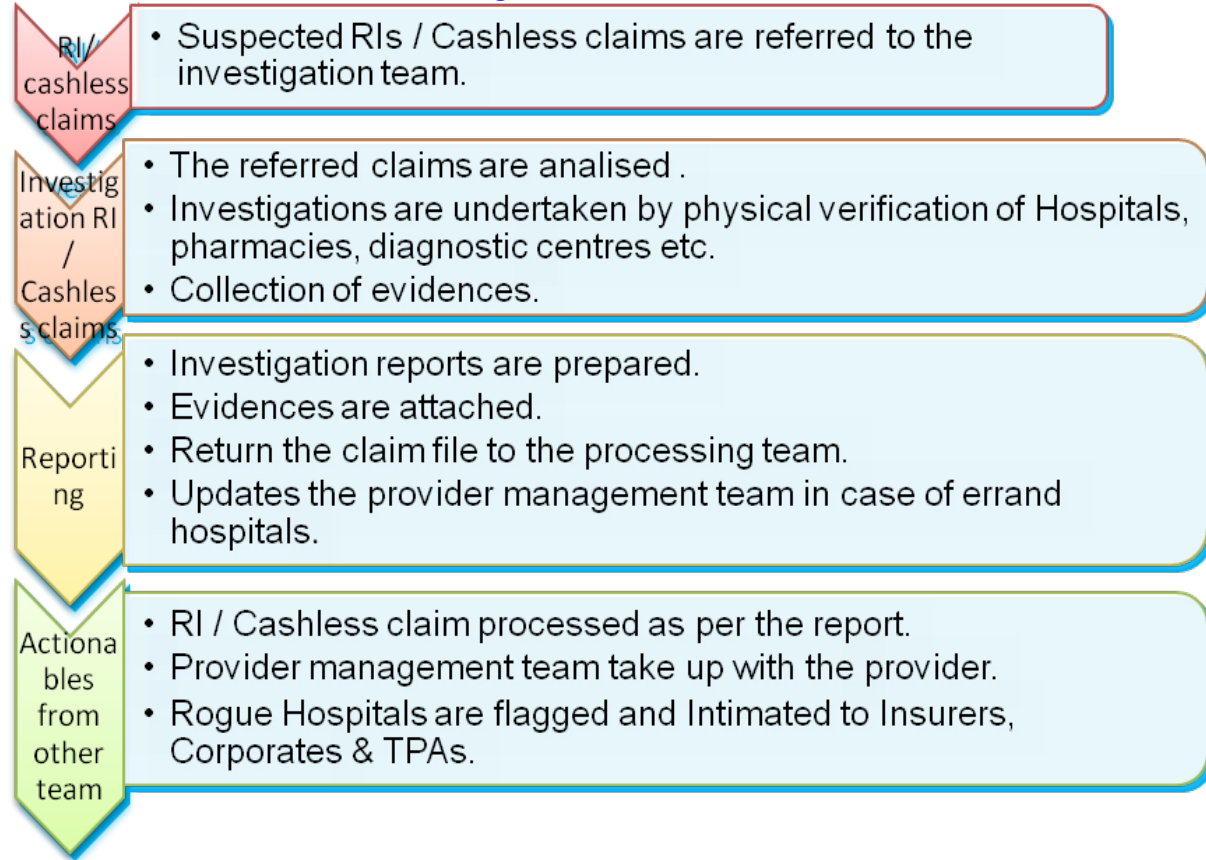 RI/
cashless
claims
• Suspected RIs / Cashless claims are referred to the
investigation team.
Investig
ation RI
/
Cashles
s claims
• The referred claims are analised .
• Investigations are undertaken by physical verification of Hospitals,
pharmacies, diagnostic centres etc.
• Collection of evidences.
Reporti
ng
• Investigation reports are prepared.
• Evidences are attached.
• Return the claim file to the processing team.
• Updates the provider management team in case of errand
hospitals.
Actiona
bles
from
other
team
• RI / Cashless claim processed as per the report.
• Provider management team take up with the provider.
• Rogue Hospitals are flagged and Intimated to Insurers,
Corporates & TPAs.